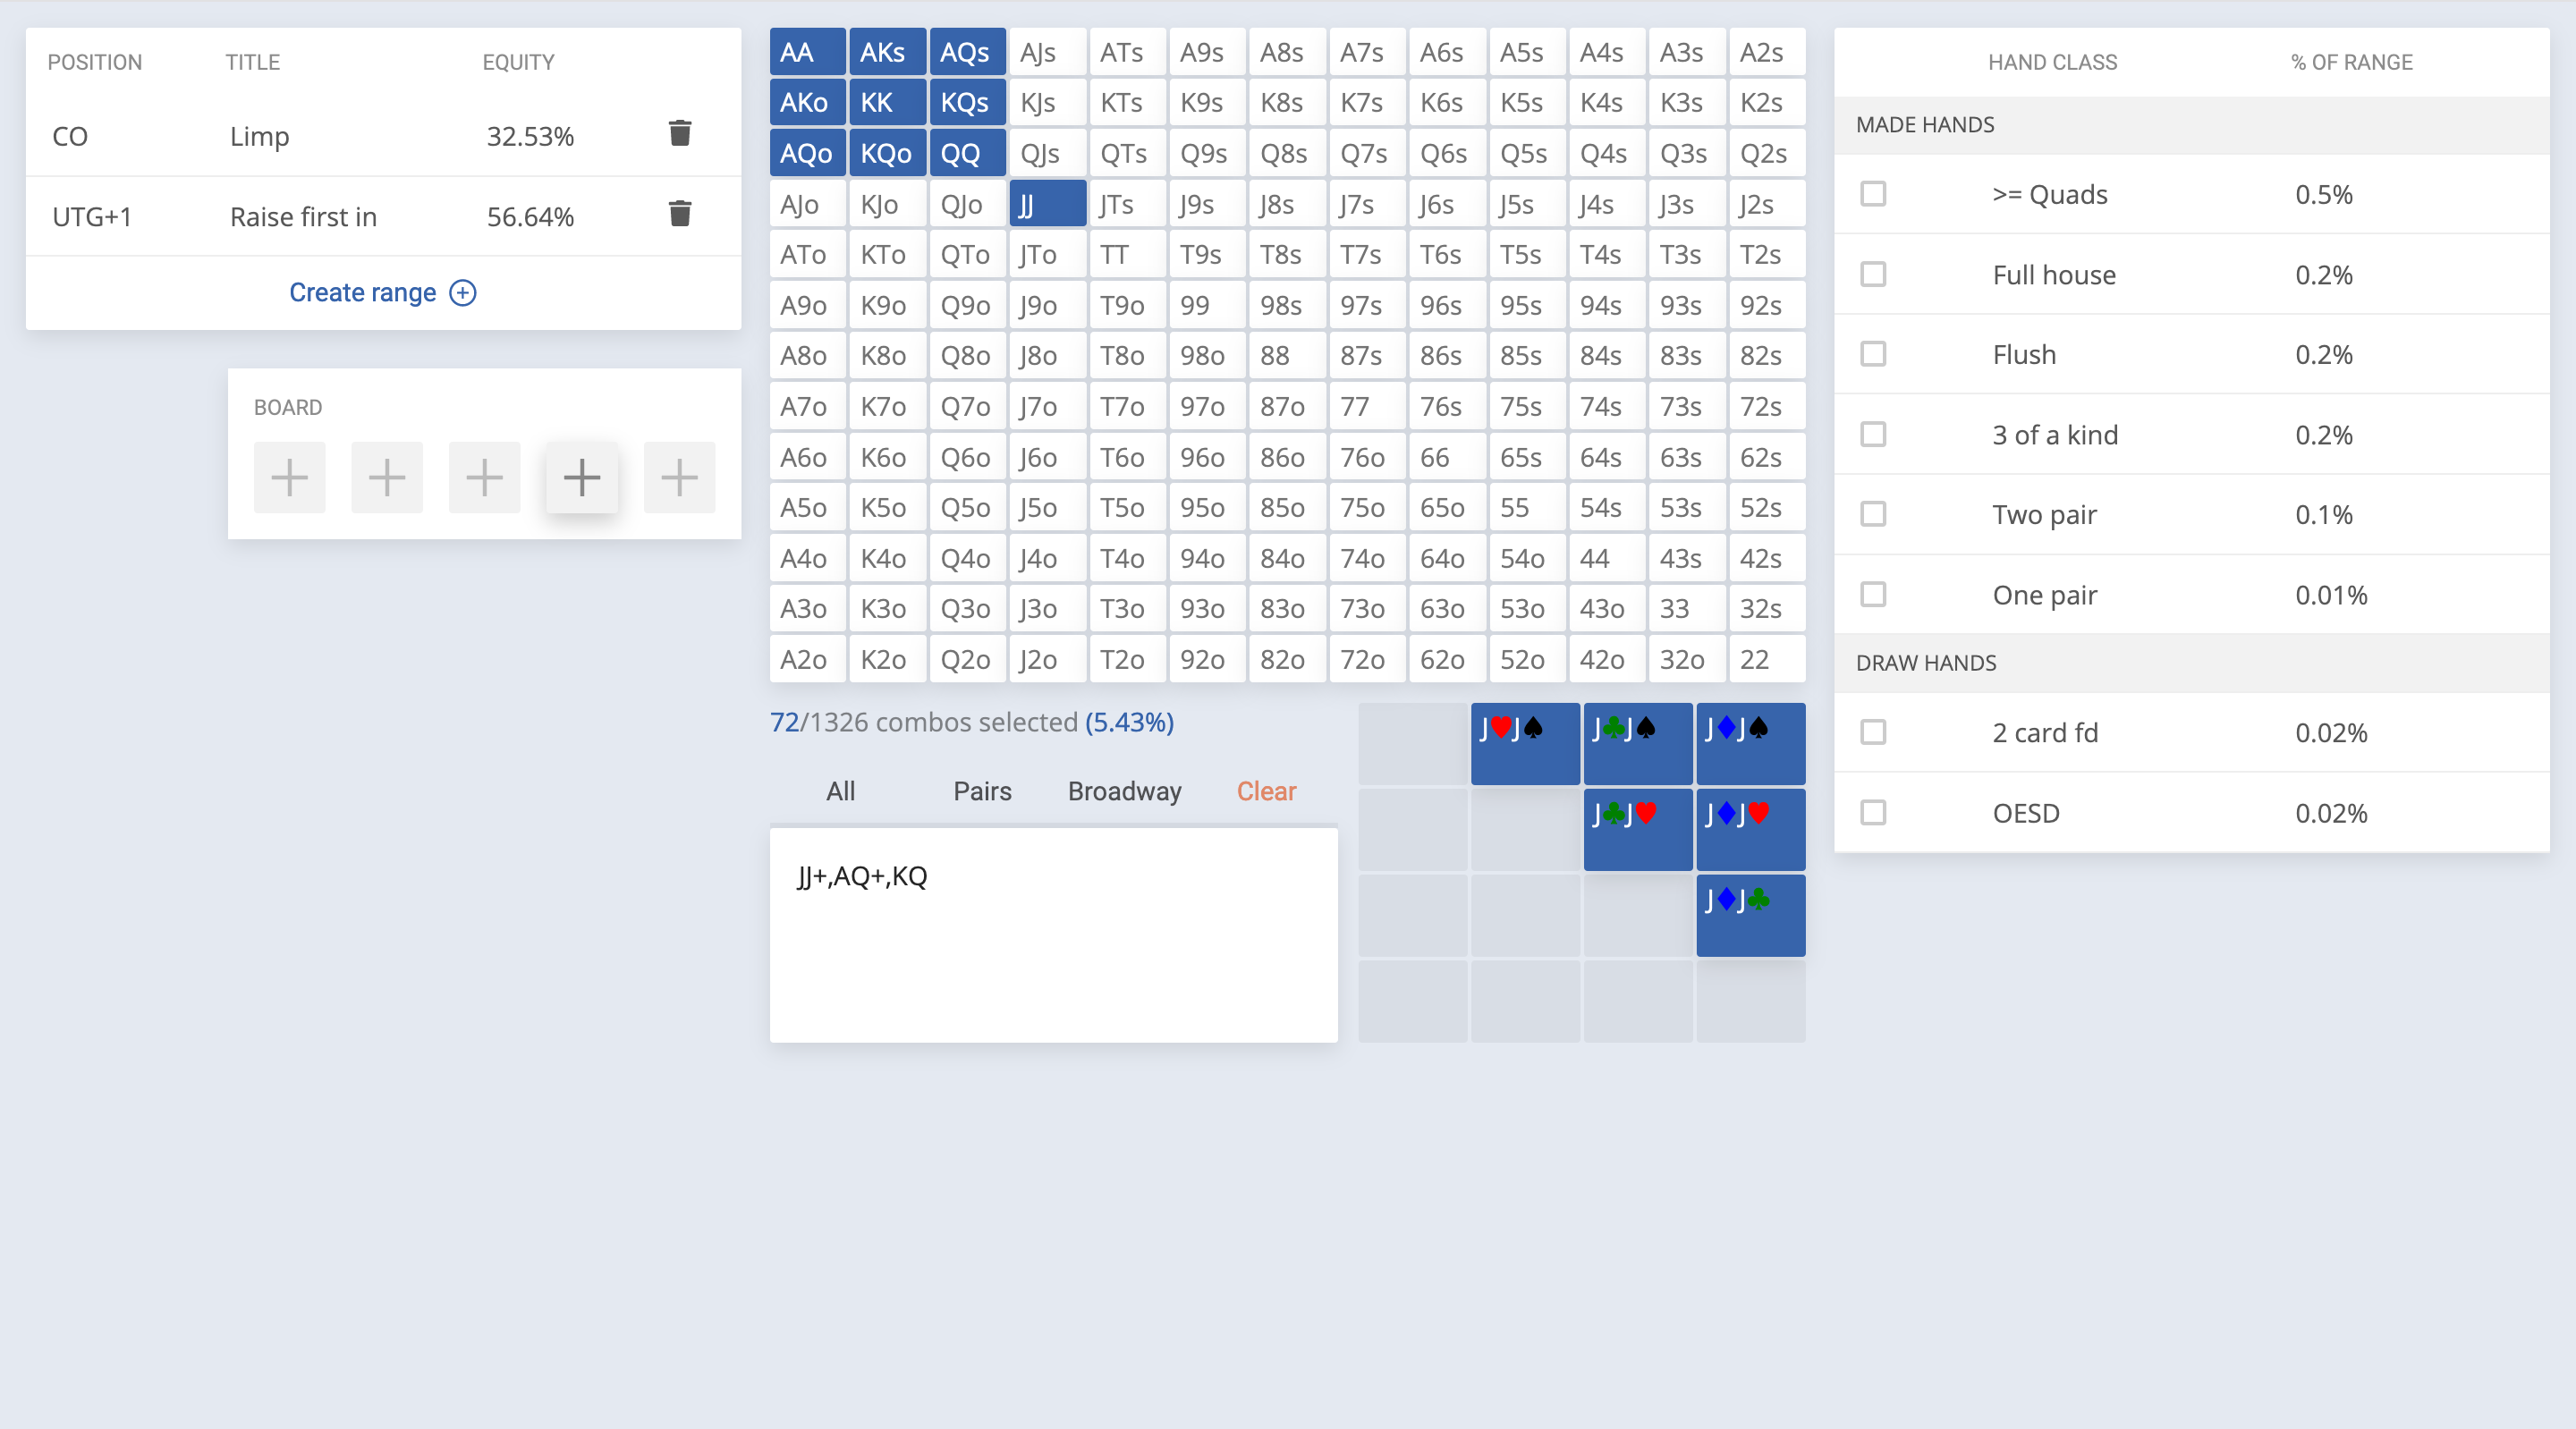 POSITION TITLE EQUITY
CO Limp 32.53%
UTG+1 Raise first in 56.64%
Create range
BOARD
AA AKs AQs AJs ATs A9s A8s A7s A6s A5s A4s A3s A2s
AKo KK KQs KJs KTs K9s K8s K7s K6s K5s K4s K3s K2s
AQo KQo QQ QJs QTs Q9s Q8s Q7s Q6s Q5s Q4s Q3s Q2s
AJo KJo QJo JJ JTs J9s J8s J7s J6s J5s J4s J3s J2s
ATo KTo QTo JTo TT T9s T8s T7s T6s T5s T4s T3s T2s
A9o K9o Q9o J9o T9o 99 98s 97s 96s 95s 94s 93s 92s
A8o K8o Q8o J8o T8o 98o 88 87s 86s 85s 84s 83s 82s
A7o K7o Q7o J7o T7o 97o 87o 77 76s 75s 74s 73s 72s
A6o K6o Q6o J6o T6o 96o 86o 76o 66 65s 64s 63s 62s
A5o K5o Q5o J5o T5o 95o 85o 75o 65o 55 54s 53s 52s
A4o K4o Q4o J4o T4o 94o 84o 74o 64o 54o 44 43s 42s
A3o K3o Q3o J3o T3o 93o 83o 73o 63o 53o 43o 33 32s
A2o K2o Q2o J2o T2o 92o 82o 72o 62o 52o 42o 32o 22
72/1326 combos selected (5.43%)
All Pairs Broadway Clear
JJ+,AQ+,KQ
J♥J♠ J♣J♠ J♦J♠
J♣J♥ J♦J♥
J♦J♣
HAND CLASS % OF RANGE
MADE HANDS
>= Quads 0.5%
Full house 0.2%
Flush 0.2%
3 of a kind 0.2%
Two pair 0.1%
One pair 0.01%
DRAW HANDS
2 card fd 0.02%
OESD 0.02%